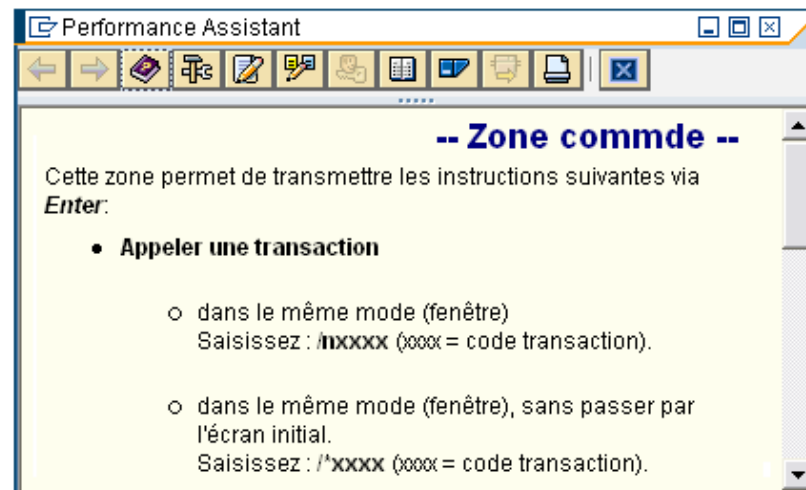 Performance Assistant
-- Zone commde --
Cette zone permet de transmettre les instructions suivantes via
Enter:
• Appeler une transaction
o dans le même mode (fenêtre)
Saisissez : /nxxxx (xxxx = code transaction).
o dans le même mode (fenêtre), sans passer par
l'écran initial.
Saisissez : /*xxxx (xxxx = code transaction).